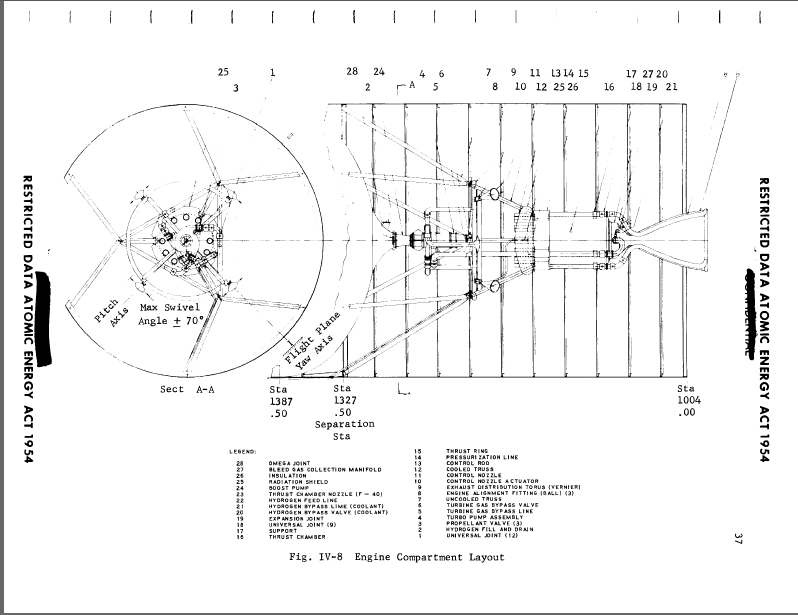 25 1 28 24 4 6 7 9 11 13 14 15 17 27 20
3 2 A 5 8 10 12 25 26 16 18 19 21
RESTRICTED DATA ATOMIC ENERGY ACT 1954
RESTRICTED DATA ATOMIC ENERGY ACT 1954
CONFIDENTIAL
Pitch Axis
Max Swivel
Angle ± 70°
Flight Plane
Yaw Axis
Sect A-A
Sta
1387
.50
Sta
1327
.50
Separation
Sta
Sta
1004
.00
LEGEND:
28 OMEGA JOINT
27 BLEED GAS COLLECTION MANIFOLD
26 INSULATION
25 RADIATION SHIELD
24 BOOST PUMP
23 THRUST CHAMBER NOZZLE (F - 40)
22 HYDROGEN FEED LINE
21 HYDROGEN BYPASS LIME (COOLANT)
20 HYDROGEN BYPASS VALVE (COOLANT)
19 EXPANSION JOINT
18 UNIVERSAL JOINT (9)
17 SUPPORT
16 THRUST CHAMBER
15 THRUST RING
14 PRESSURIZATION LINE
13 CONTROL ROD
12 COOLED TRUSS
11 CONTROL NOZZLE
10 CONTROL NOZZLE ACTUATOR
9 EXHAUST DISTRIBUTION TORUS (VERNIER)
8 ENGINE ALIGNMENT FITTING (BALL) (3)
7 UNCOOLED TRUSS
6 TURBINE GAS BYPASS VALVE
5 TURBINE GAS BYPASS LINE
4 TURBO PUMP ASSEMBLY
3 PROPELLANT VALVE (3)
2 HYDROGEN FILL AND DRAIN
1 UNIVERSAL JOINT (12)
Fig. IV-8 Engine Compartment Layout
37